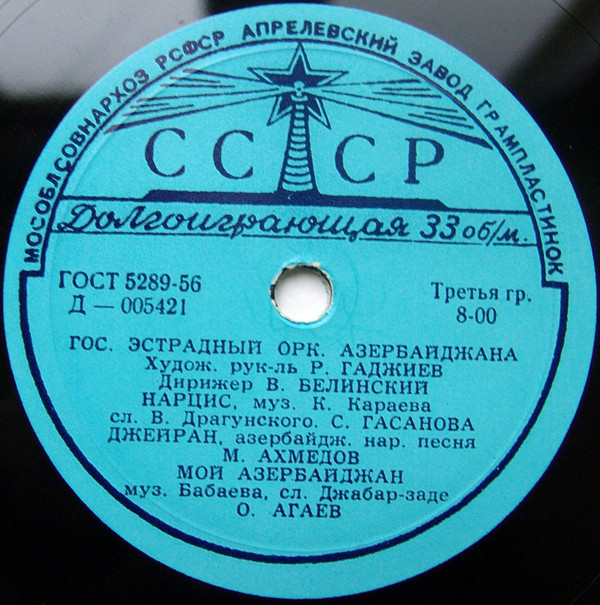 МОСОБЛСОВНАРХОЗ РСФСР АПРЕЛЕВСКИЙ ЗАВОД ГРАМПЛАСТИНОК
СССР
Долгоиграющая 33 об/м.
ГОСТ 5289-56
Д — 005421
Третья гр.
8-00
ГОС. ЭСТРАДНЫЙ ОРК. АЗЕРБАЙДЖАНА
Худож. рук-ль Р. ГАДЖИЕВ
Дирижер В. БЕЛИНСКИЙ
НАРЦИС, муз. К. Караева
сл. В. Драгунского. С. ГАСАНОВА
ДЖЕЙРАН, азербайдж. нар. песня
М. АХМЕДОВ
МОЙ АЗЕРБАЙДЖАН
муз. Бабаева, сл. Джабар-заде
О. АГАЕВ